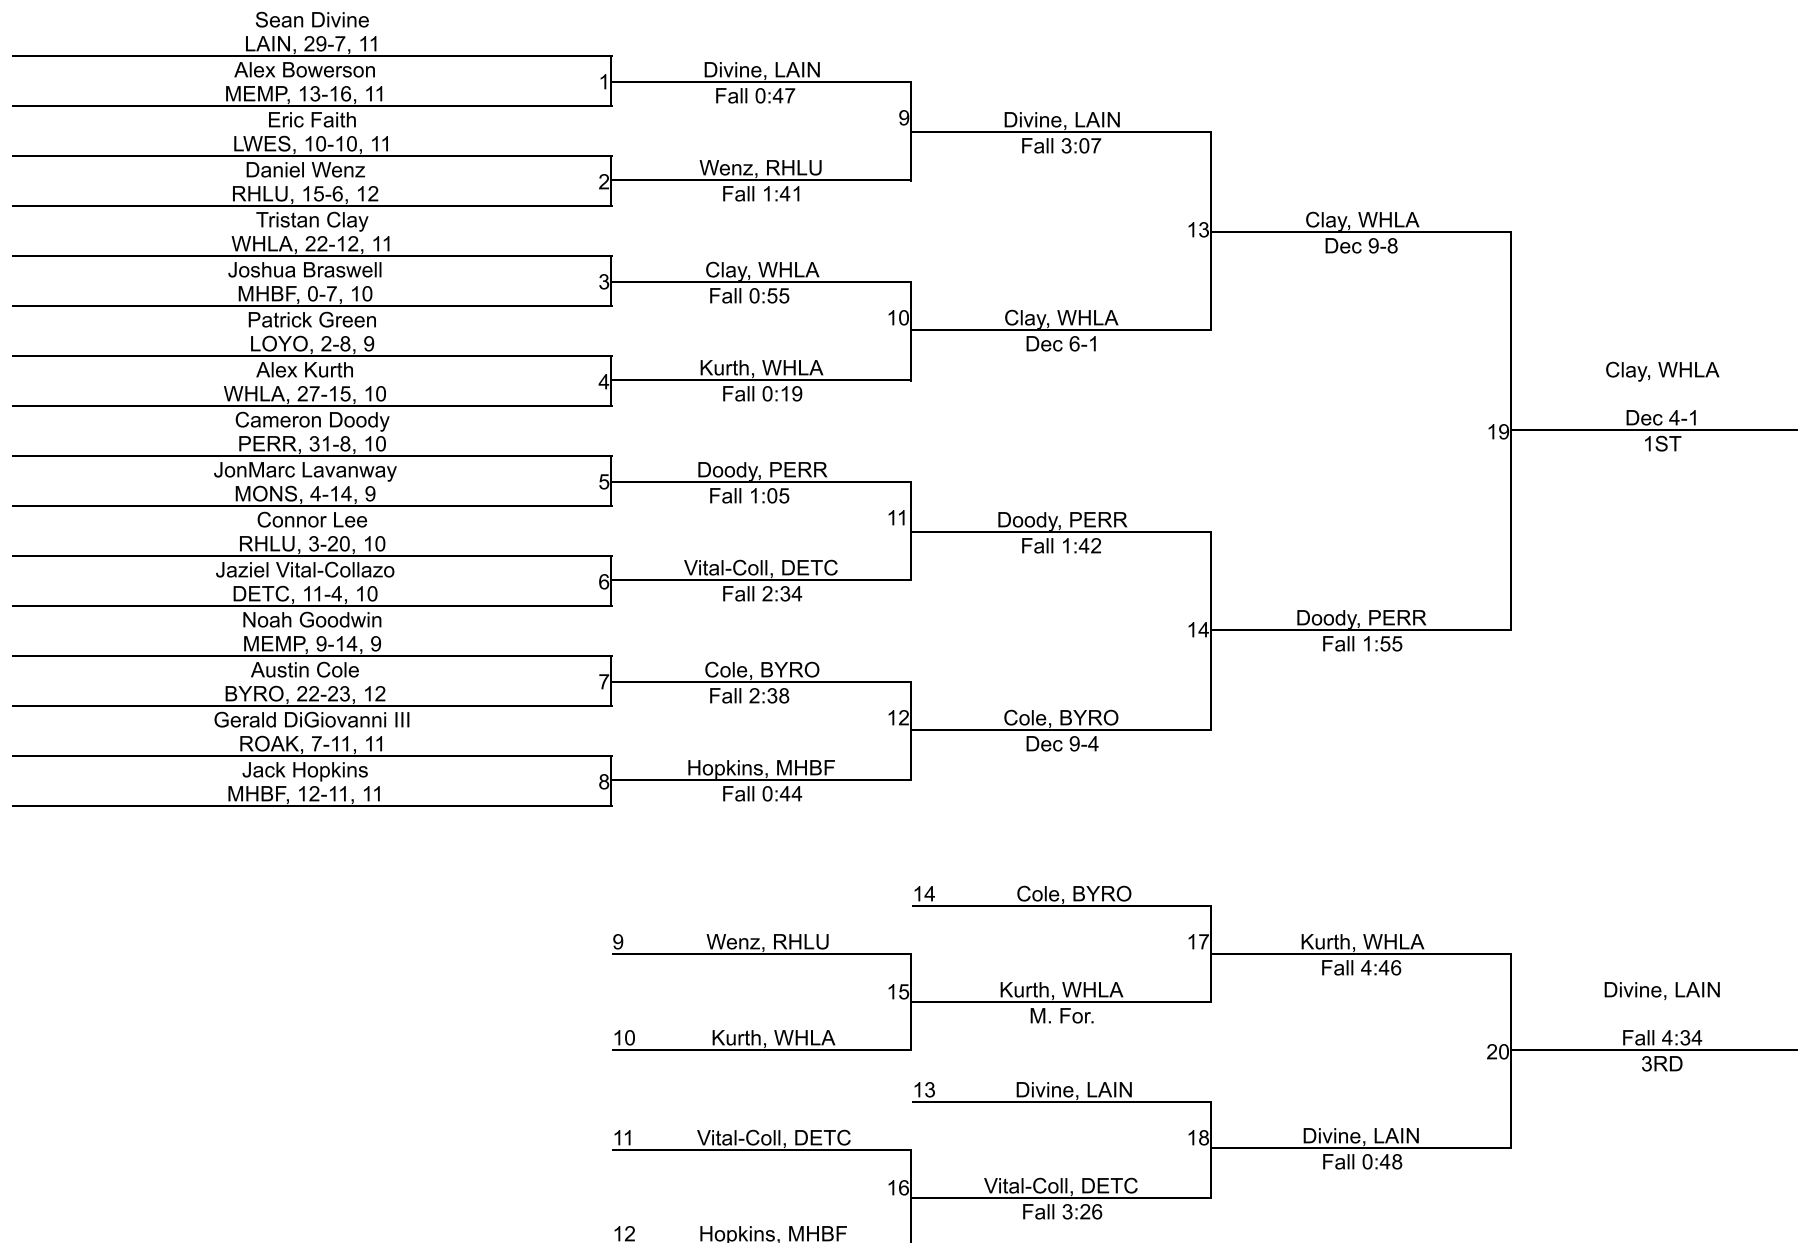 Sean Divine
LAIN, 29-7, 11
Alex Bowerson
MEMP, 13-16, 11
Eric Faith
LWES, 10-10, 11
Daniel Wenz
RHLU, 15-6, 12
Tristan Clay
WHLA, 22-12, 11
Joshua Braswell
MHBF, 0-7, 10
Patrick Green
LOYO, 2-8, 9
Alex Kurth
WHLA, 27-15, 10
Cameron Doody
PERR, 31-8, 10
JonMarc Lavanway
MONS, 4-14, 9
Connor Lee
RHLU, 3-20, 10
Jaziel Vital-Collazo
DETC, 11-4, 10
Noah Goodwin
MEMP, 9-14, 9
Austin Cole
BYRO, 22-23, 12
Gerald DiGiovanni III
ROAK, 7-11, 11
Jack Hopkins
MHBF, 12-11, 11
1
Divine, LAIN
Fall 0:47
2
Wenz, RHLU
Fall 1:41
3
Clay, WHLA
Fall 0:55
4
Kurth, WHLA
Fall 0:19
5
Doody, PERR
Fall 1:05
6
Vital-Coll, DETC
Fall 2:34
7
Cole, BYRO
Fall 2:38
8
Hopkins, MHBF
Fall 0:44
9
Divine, LAIN
Fall 3:07
10
Clay, WHLA
Dec 6-1
11
Doody, PERR
Fall 1:42
12
Cole, BYRO
Dec 9-4
13
Clay, WHLA
Dec 9-8
14
Doody, PERR
Fall 1:55
19
Clay, WHLA
Dec 4-1
1ST
14 Cole, BYRO
9 Wenz, RHLU
10 Kurth, WHLA
15
Kurth, WHLA
M. For.
17
Kurth, WHLA
Fall 4:46
13 Divine, LAIN
11 Vital-Coll, DETC
12 Hopkins, MHBF
16
Vital-Coll, DETC
Fall 3:26
18
Divine, LAIN
Fall 0:48
20
Divine, LAIN
Fall 4:34
3RD